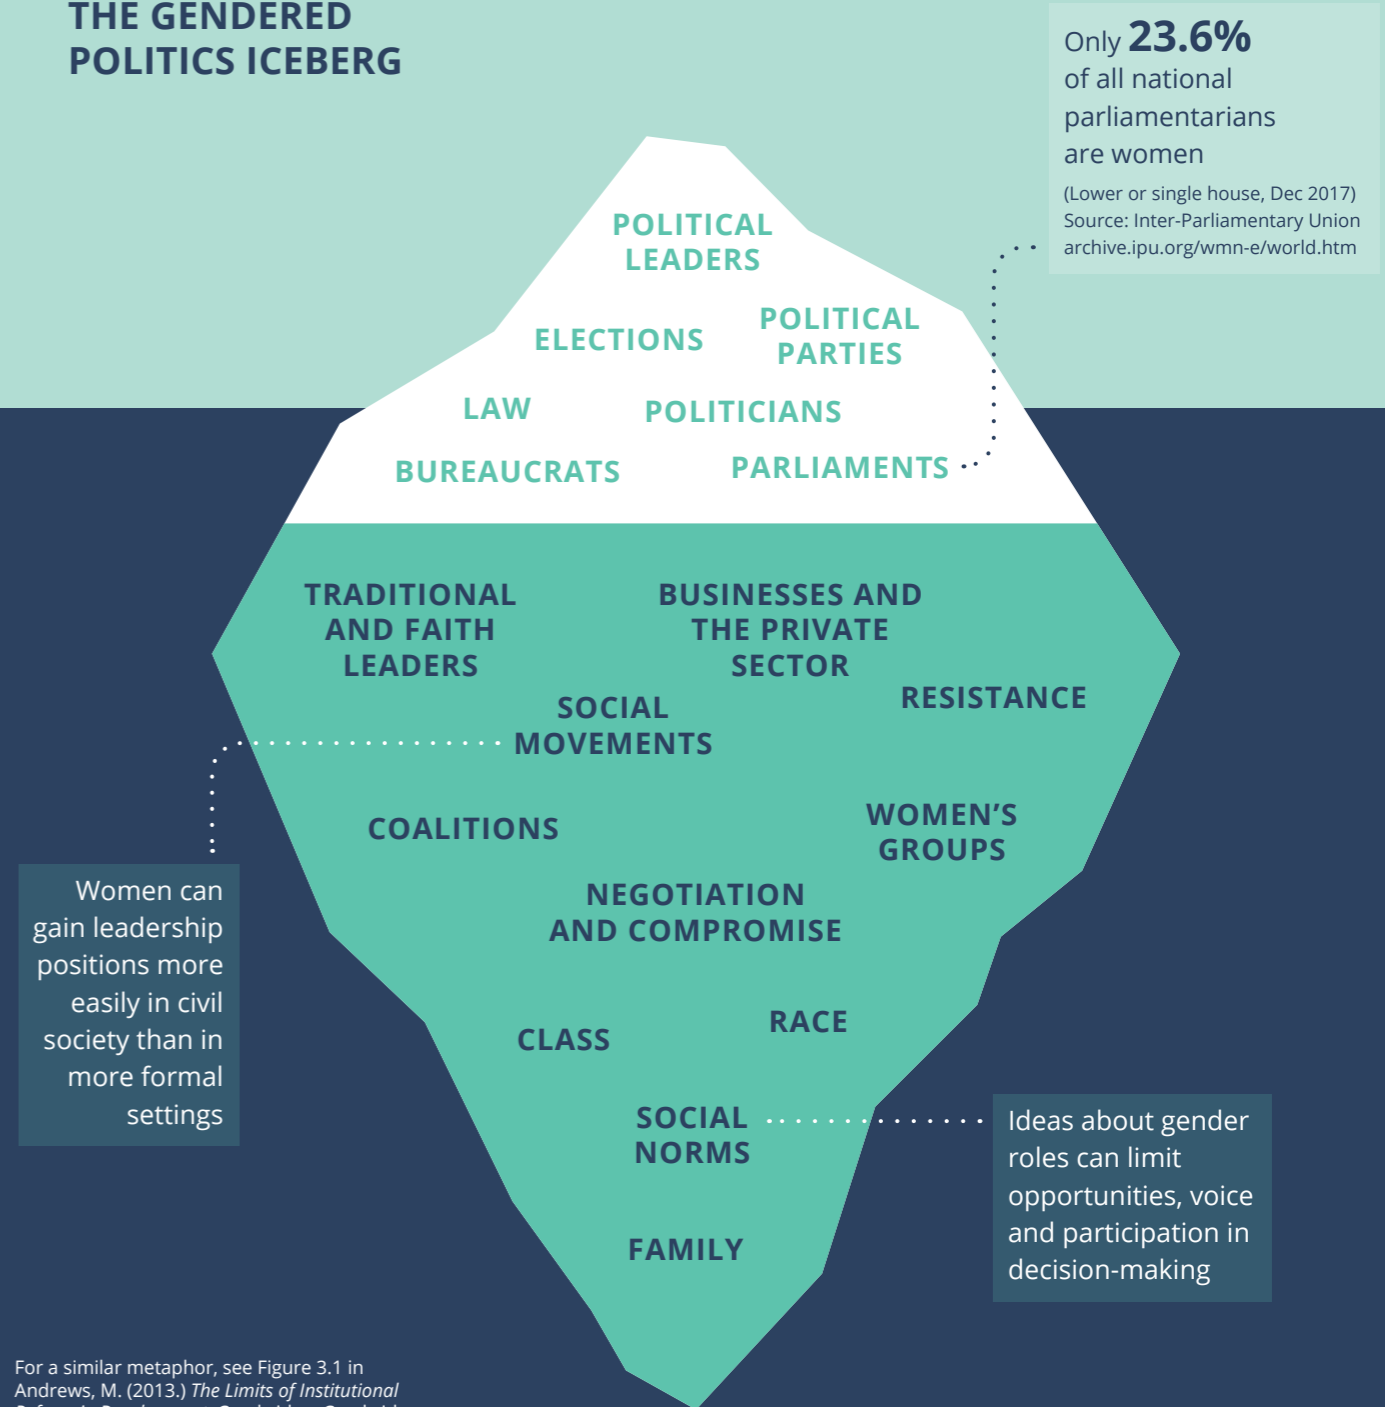 THE GENDERED
POLITICS ICEBERG
Only 23.6%
of all national
parliamentarians
are women
(Lower or single house, Dec 2017)
Source: Inter-Parliamentary Union
archive.ipu.org/wmn-e/world.htm
POLITICAL
LEADERS
ELECTIONS
POLITICAL
PARTIES
LAW
POLITICIANS
BUREAUCRATS
PARLIAMENTS
TRADITIONAL
AND FAITH
LEADERS
BUSINESSES AND
THE PRIVATE
SECTOR
RESISTANCE
SOCIAL
MOVEMENTS
COALITIONS
WOMEN’S
GROUPS
NEGOTIATION
AND COMPROMISE
Women can
gain leadership
positions more
easily in civil
society than in
more formal
settings
CLASS
RACE
SOCIAL
NORMS
Ideas about gender
roles can limit
opportunities, voice
and participation in
decision-making
FAMILY
For a similar metaphor, see Figure 3.1 in
Andrews, M. (2013.) The Limits of Institutional